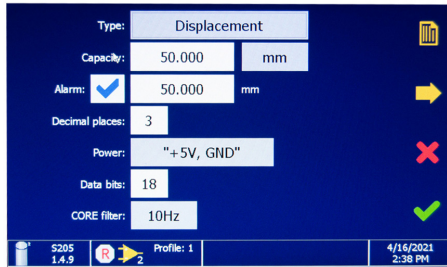 Type: Displacement
Capacity: 50.000 mm
Alarm: 50.000 mm
Decimal places: 3
Power: "+5V, GND"
Data bits: 18
CORE filter: 10Hz
S205
1.4.9
R
2
Profile: 1
4/16/2021
2:38 PM